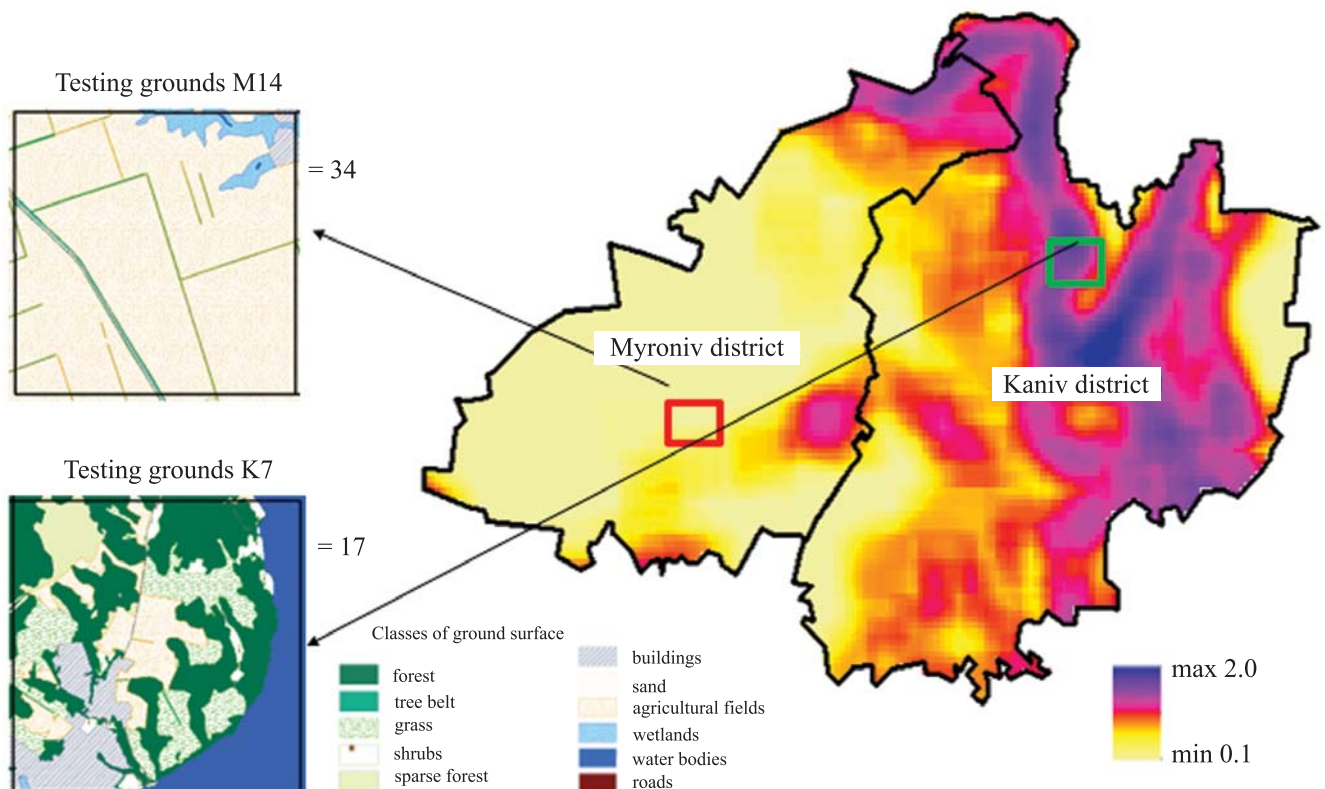 Testing grounds M14
= 34
Myroniv district
Kaniv district
Testing grounds K7
= 17
Classes of ground surface
forest
tree belt
grass
shrubs
sparse forest
buildings
sand
agricultural fields
wetlands
water bodies
roads
max 2.0
min 0.1